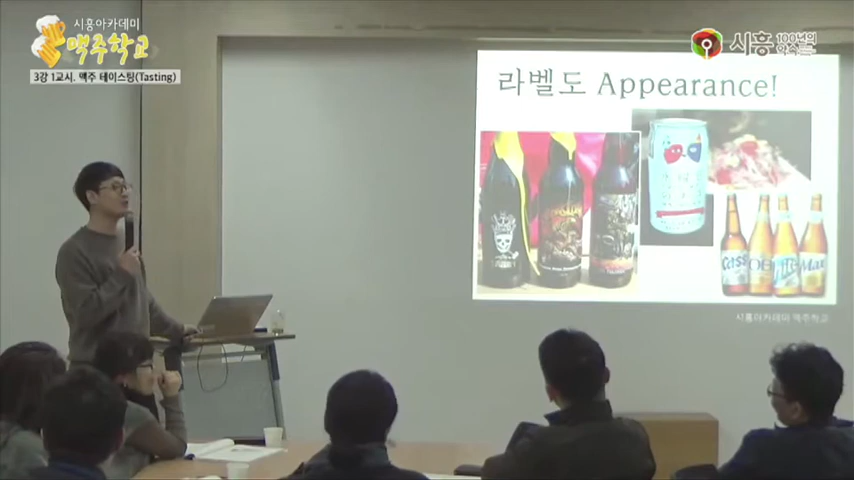 시흥아카데미
맥주학교
3강 1교시. 맥주 테이스팅(Tasting)
시흥 100년의 약속
라벨도 Appearance!
Cass OB Max
시흥아카데미 맥주학교